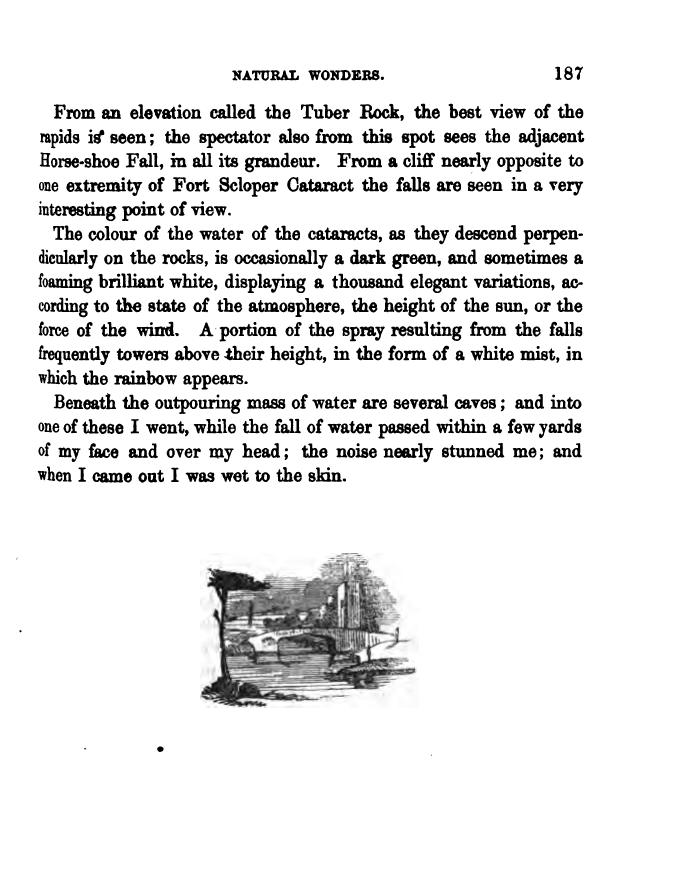 NATURAL WONDERS. 187
From an elevation called the Tuber Rock, the best view of the
rapids is seen; the spectator also from this spot sees the adjacent
Horse-shoe Fall, in all its grandeur. From a cliff nearly opposite to
one extremity of Fort Scloper Cataract the falls are seen in a very
interesting point of view.
The colour of the water of the cataracts, as they descend perpen-
dicularly on the rocks, is occasionally a dark green, and sometimes a
foaming brilliant white, displaying a thousand elegant variations, ac-
cording to the state of the atmosphere, the height of the sun, or the
force of the wind. A portion of the spray resulting from the falls
frequently towers above their height, in the form of a white mist, in
which the rainbow appears.
Beneath the outpouring mass of water are several caves; and into
one of these I went, while the fall of water passed within a few yards
of my face and over my head; the noise nearly stunned me; and
when I came out I was wet to the skin.